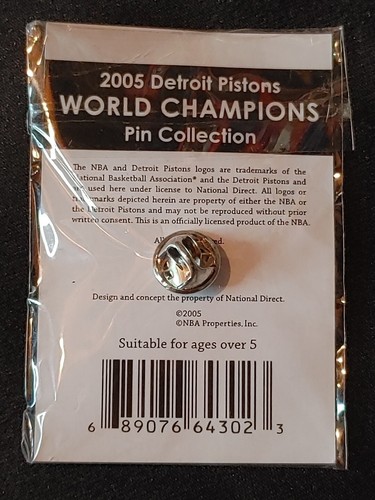 2005 Detroit Pistons
WORLD CHAMPIONS
Pin Collection
The NBA and Detroit Pistons logos are trademarks of the
National Basketball Association® and the Detroit Pistons and
are used here under license to National Direct. All logos or
trademarks depicted herein are property of either the NBA or
the Detroit Pistons and may not be reproduced without prior
written consent. This is an officially licensed product of the NBA.
Design and concept the property of National Direct.
©2005
©NBA Properties, Inc.
Suitable for ages over 5
6 89076 64302 3